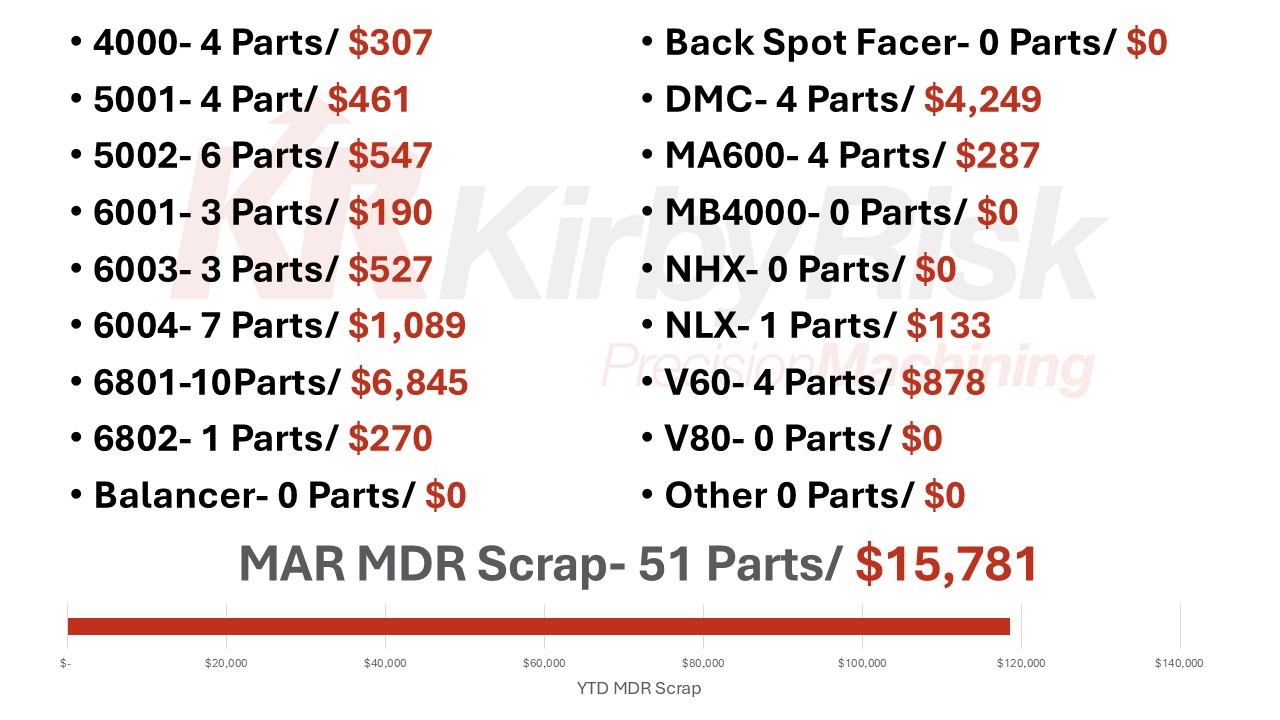 • 4000- 4 Parts/ $307
• 5001- 4 Part/ $461
• 5002- 6 Parts/ $547
• 6001- 3 Parts/ $190
• 6003- 3 Parts/ $527
• 6004- 7 Parts/ $1,089
• 6801-10Parts/ $6,845
• 6802- 1 Parts/ $270
• Balancer- 0 Parts/ $0
• Back Spot Facer- 0 Parts/ $0
• DMC- 4 Parts/ $4,249
• MA600- 4 Parts/ $287
• MB4000- 0 Parts/ $0
• NHX- 0 Parts/ $0
• NLX- 1 Parts/ $133
• V60- 4 Parts/ $878
• V80- 0 Parts/ $0
• Other 0 Parts/ $0
KR KirbyRisk
PrecisionMachining
MAR MDR Scrap- 51 Parts/ $15,781
$- $20,000 $40,000 $60,000 $80,000 $100,000 $120,000 $140,000
YTD MDR Scrap